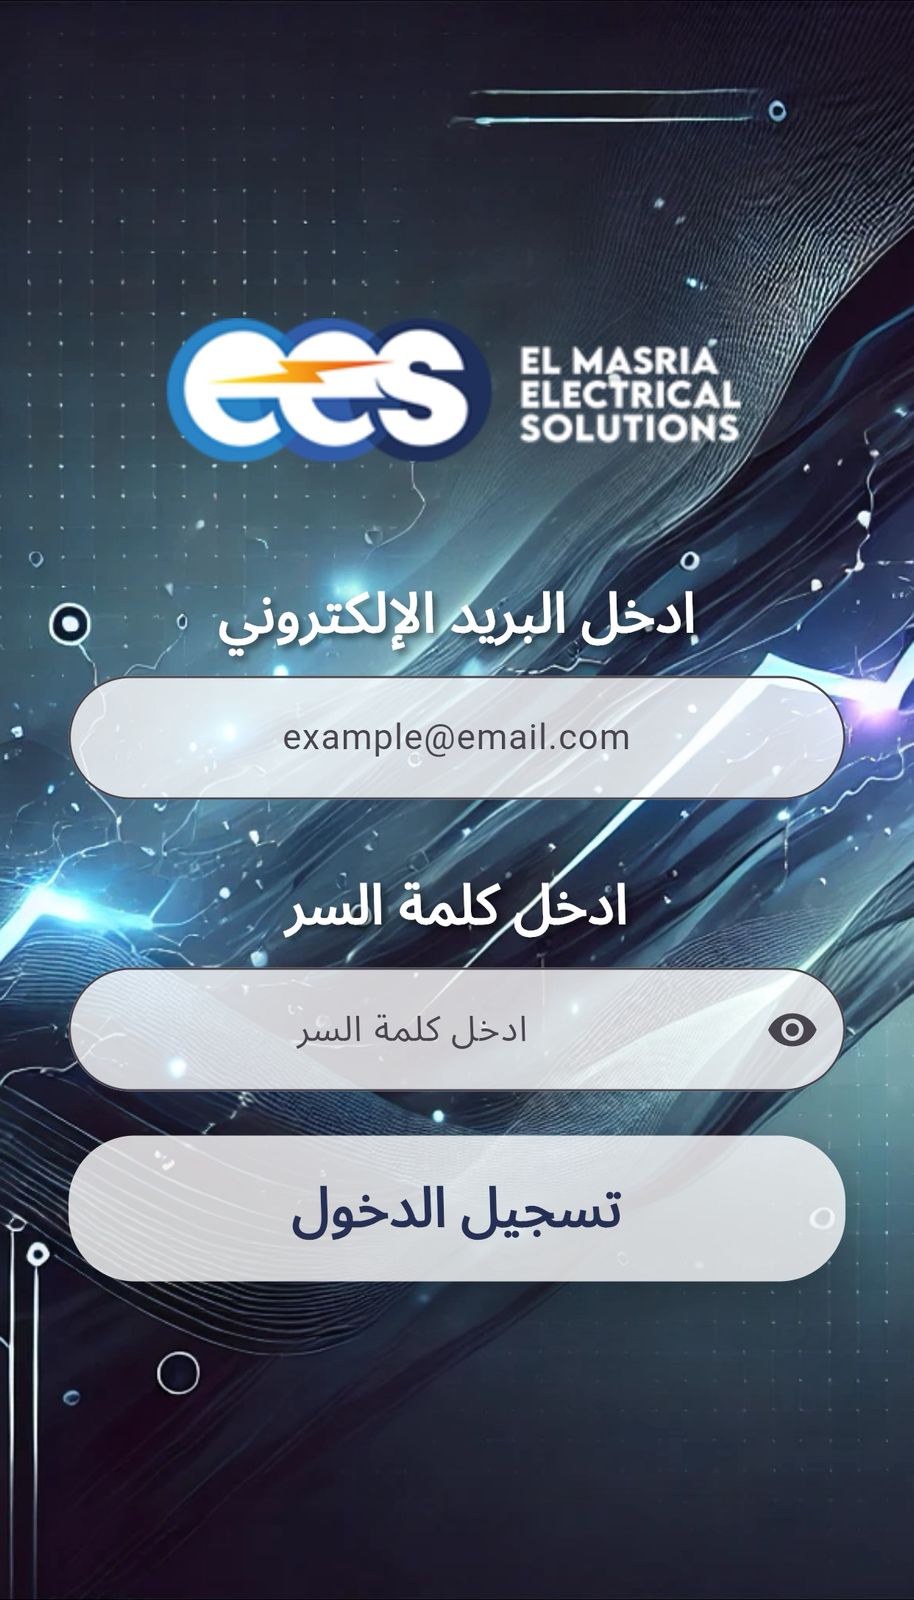 ees
EL MASRIA
ELECTRICAL
SOLUTIONS
ادخل البريد الإلكتروني
example@email.com
ادخل كلمة السر
ادخل كلمة السر
تسجيل الدخول